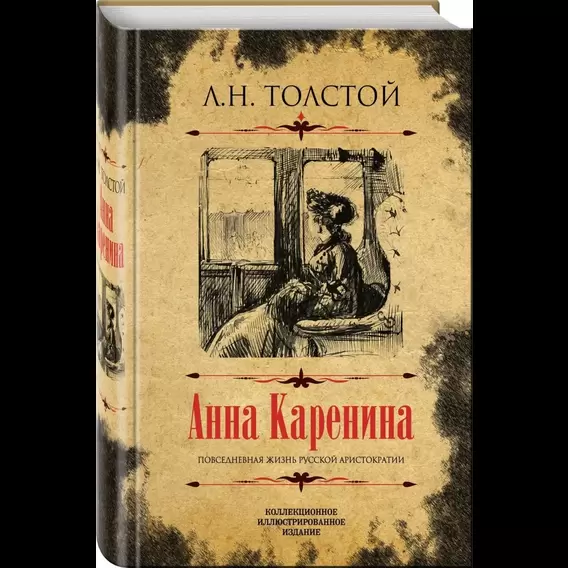 Л.Н. ТОЛСТОЙ
Анна Каренина
ПОВСЕДНЕВНАЯ ЖИЗНЬ РУССКОЙ АРИСТОКРАТИИ
КОЛЛЕКЦИОННОЕ
ИЛЛЮСТРИРОВАННОЕ
ИЗДАНИЕ
ТОЛСТОЙ
Анна
Каренина